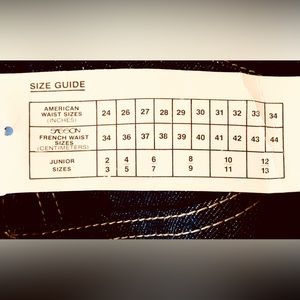 SIZE GUIDE
AMERICAN WAIST SIZES (INCHES) 24 26 27 28 29 30 31 32 33 34
SASSON FRENCH WAIST SIZES (CENTIMETERS) 34 36 37 38 39 40 41 42 43 44
JUNIOR SIZES 2 4 6 8 10 12
3 5 7 9 11 13